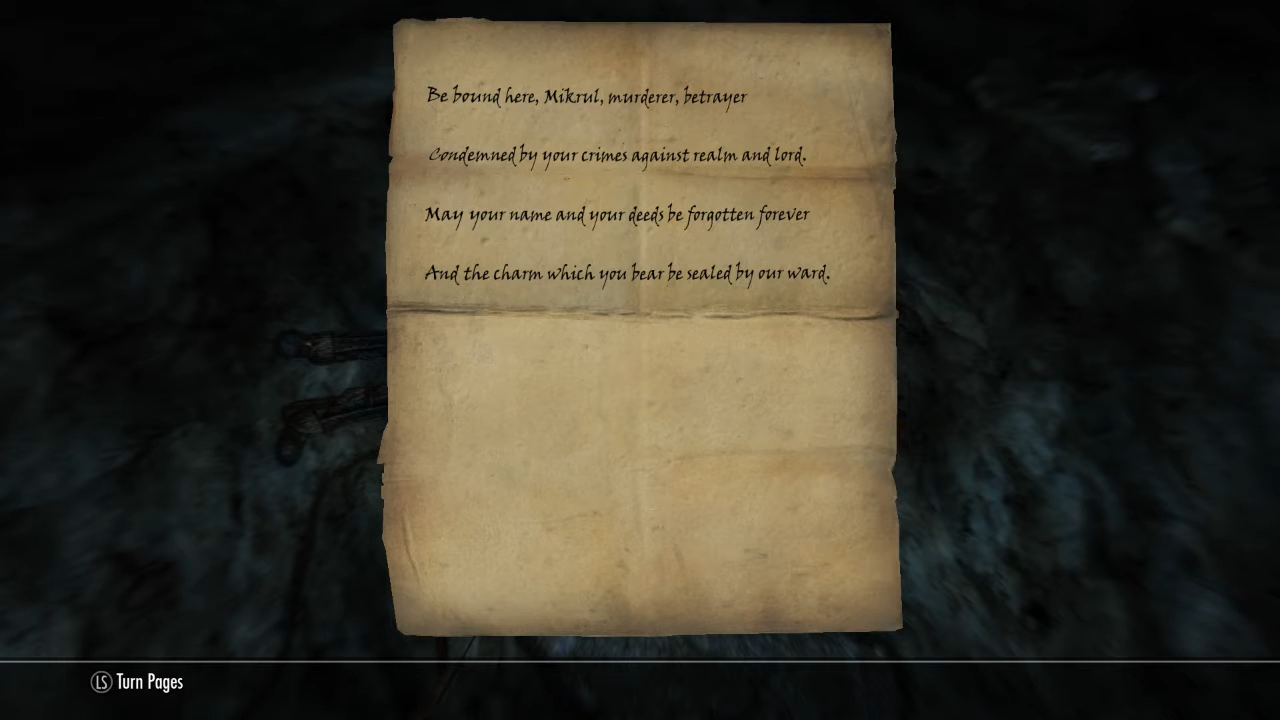 Be bound here, Mikrul, murderer, betrayer
Condemned by your crimes against realm and lord.
May your name and your deeds be forgotten forever
And the charm which you bear be sealed by our ward.
LS Turn Pages